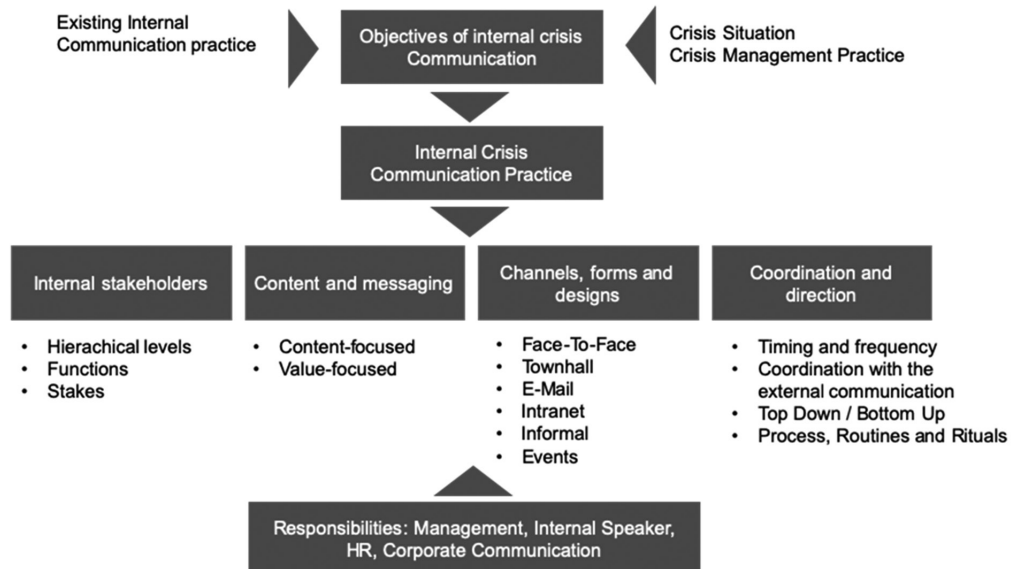 Existing Internal
Communication practice
Objectives of internal crisis
Communication
Crisis Situation
Crisis Management Practice
Internal Crisis
Communication Practice
Internal stakeholders
• Hierachical levels
• Functions
• Stakes
Content and messaging
• Content-focused
• Value-focused
Channels, forms and
designs
• Face-To-Face
• Townhall
• E-Mail
• Intranet
• Informal
• Events
Coordination and
direction
• Timing and frequency
• Coordination with the
external communication
• Top Down / Bottom Up
• Process, Routines and Rituals
Responsibilities: Management, Internal Speaker,
HR, Corporate Communication